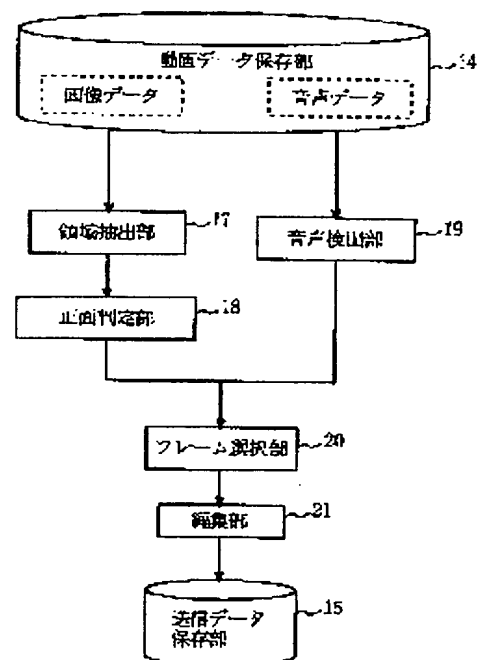 動画データ保存部
14
画像データ
音声データ
領域抽出部
17
音声検出部
19
正面判定部
18
フレーム選択部
20
編集部
21
送信データ
保存部
15